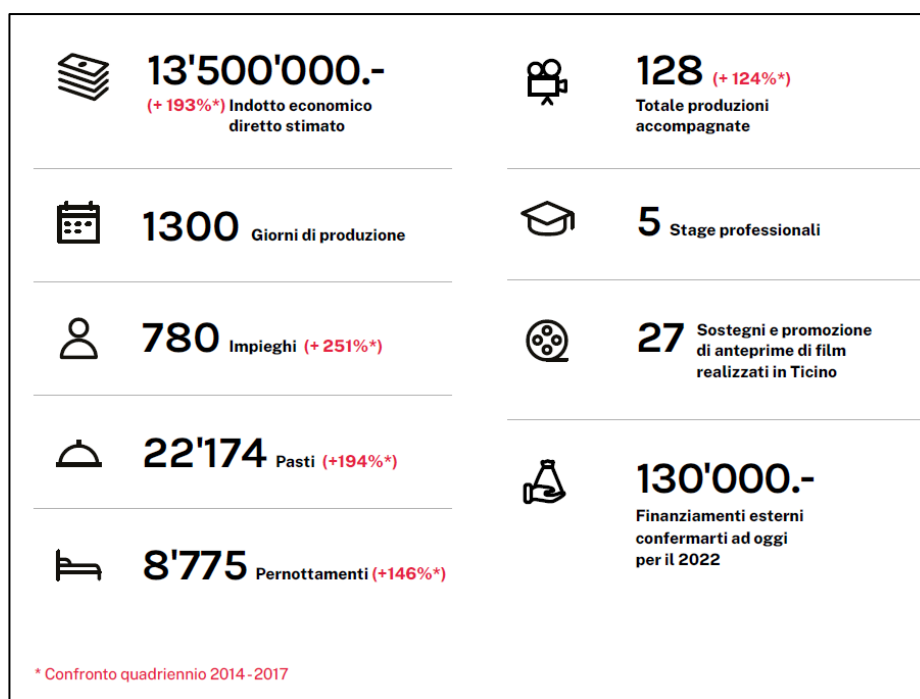 13'500'000.-
(+ 193%*) Indotto economico
diretto stimato
1300 Giorni di produzione
780 Impieghi (+ 251%*)
22'174 Pasti (+194%*)
8'775 Pernottamenti (+146%*)
128 (+ 124%*)
Totale produzioni
accompagnate
5 Stage professionali
27 Sostegni e promozione
di anteprime di film
realizzati in Ticino
130'000.-
Finanziamenti esterni
confermarti ad oggi
per il 2022
* Confronto quadriennio 2014-2017